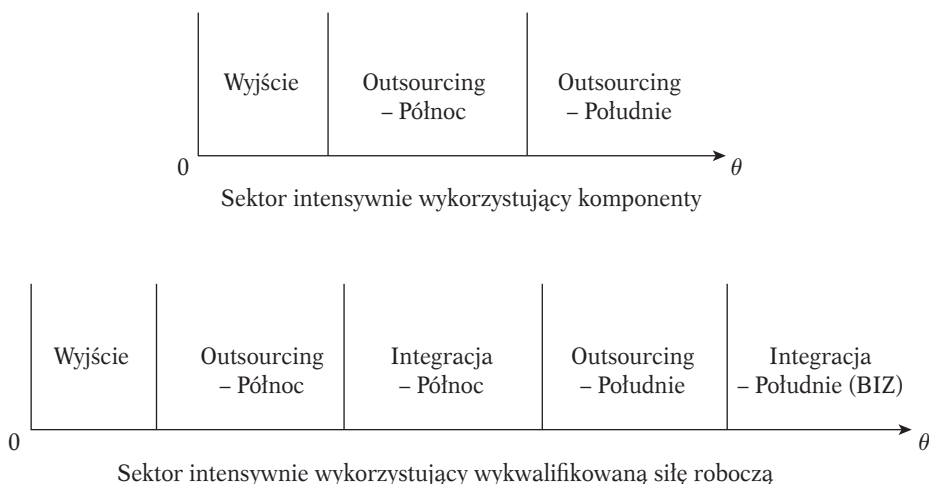 Wyjście
Outsourcing
– Północ
Outsourcing
– Południe
0
θ
Sektor intensywnie wykorzystujący komponenty
Wyjście
Outsourcing
– Północ
Integracja
– Północ
Outsourcing
– Południe
Integracja
– Południe (BIZ)
0
θ
Sektor intensywnie wykorzystujący wykwalifikowaną siłę roboczą